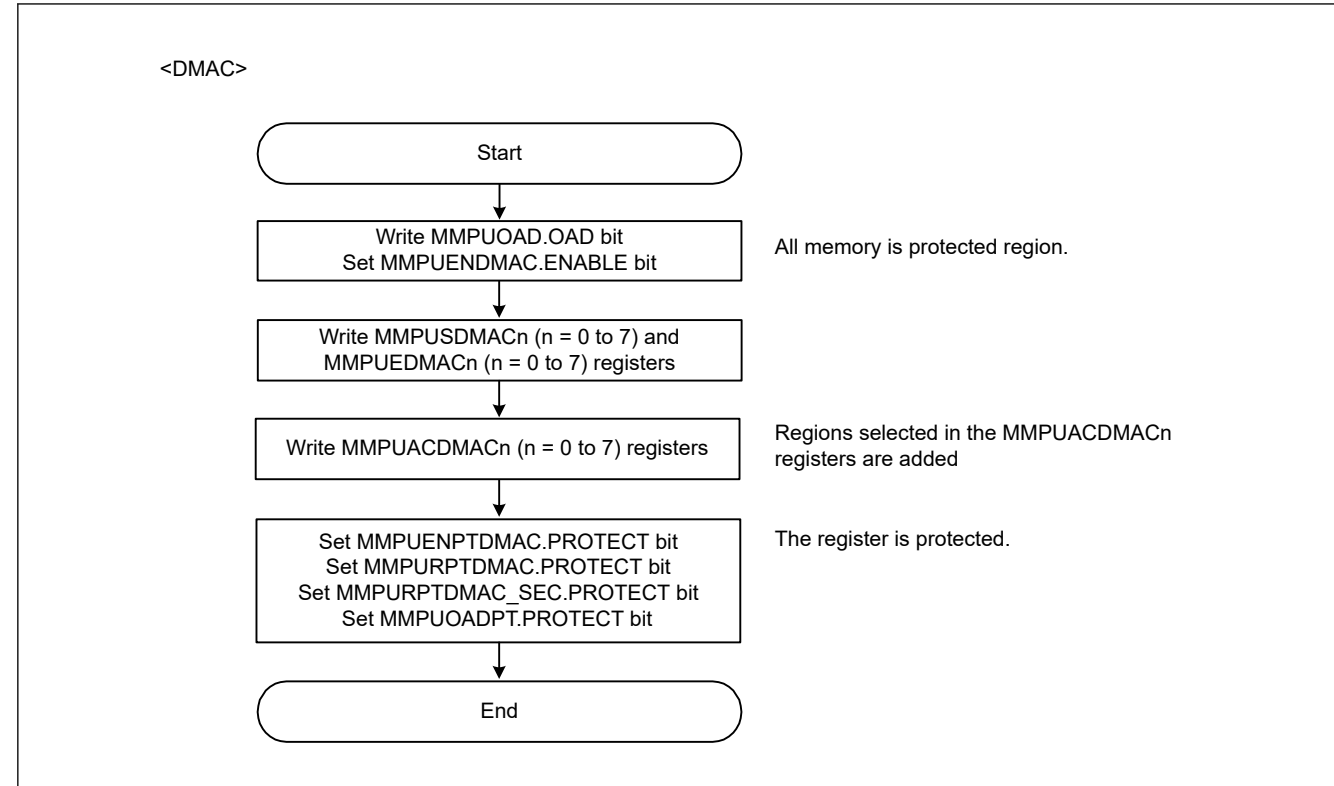 <DMAC>
Start
Write MMPUOAD.OAD bit
Set MMPUENDMAC.ENABLE bit
All memory is protected region.
Write MMPUSDMACn (n = 0 to 7) and
MMPUEDMACn (n = 0 to 7) registers
Write MMPUACDMACn (n = 0 to 7) registers
Regions selected in the MMPUACDMACn
registers are added
Set MMPUENPTDMAC.PROTECT bit
Set MMPURPTDMAC.PROTECT bit
Set MMPURPTDMAC_SEC.PROTECT bit
Set MMPUOADPT.PROTECT bit
The register is protected.
End